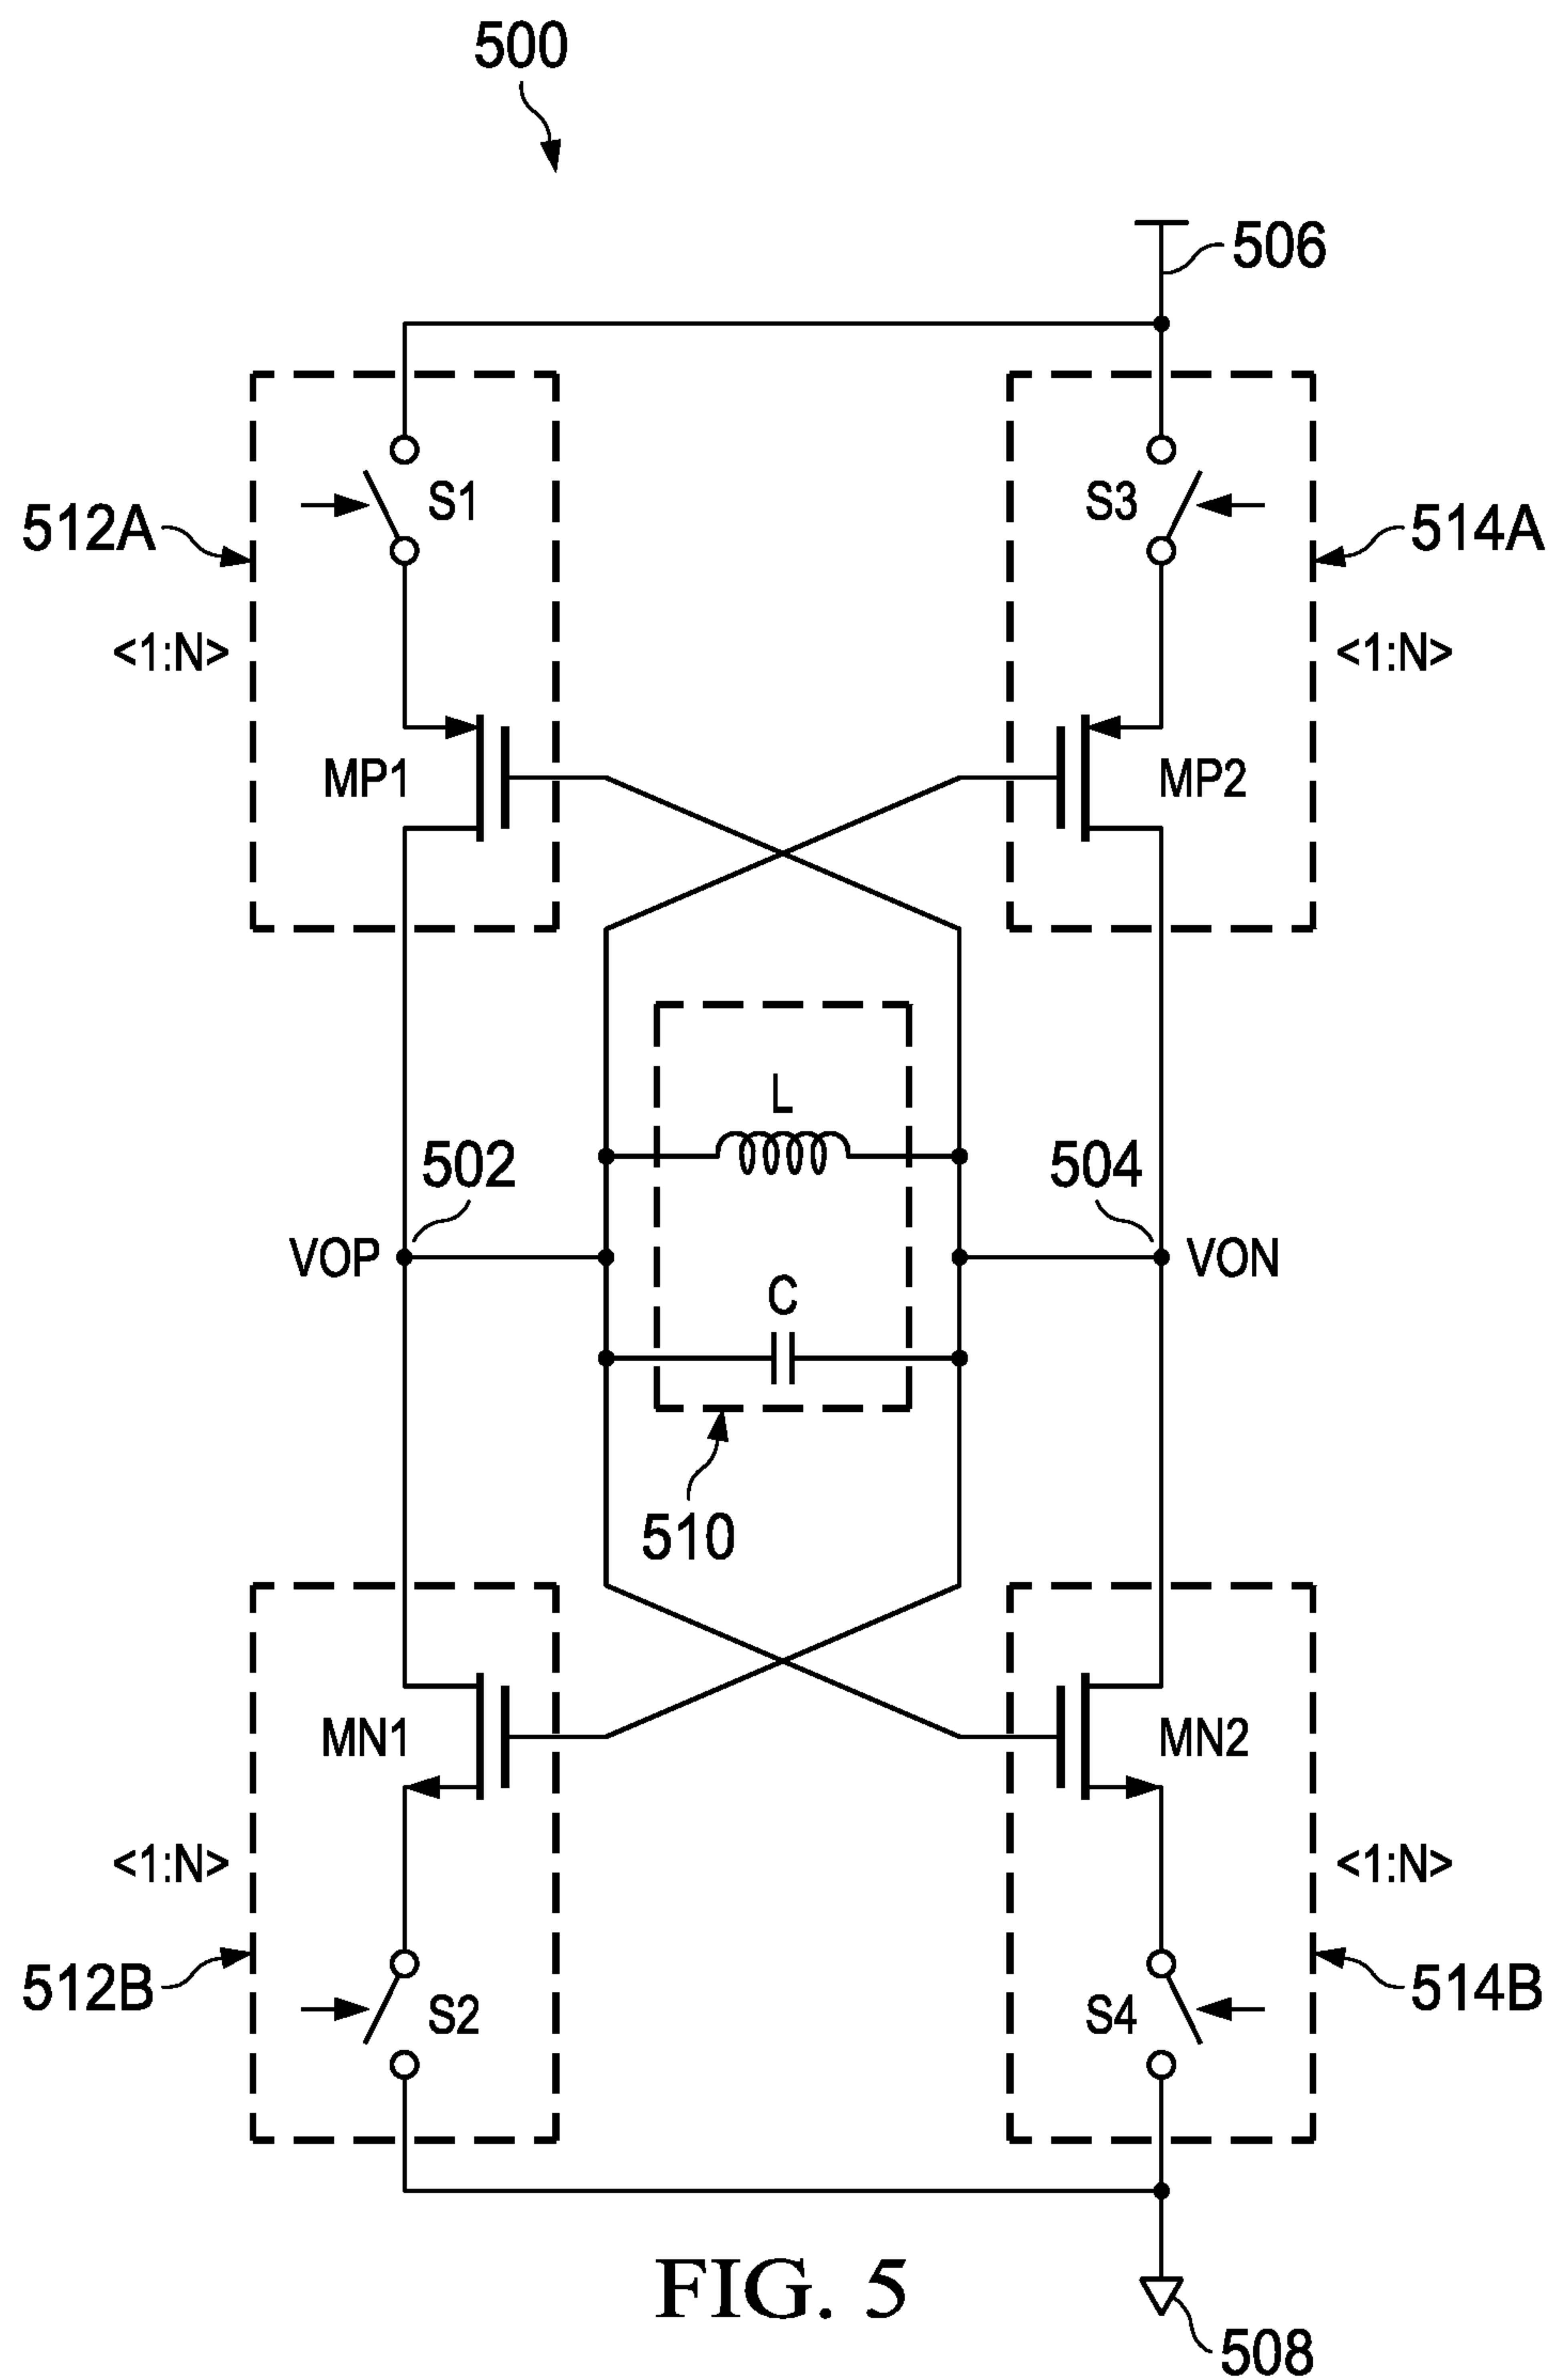 500
506
S1
S3
512A
514A
<1:N>
<1:N>
MP1
MP2
L
502
504
VOP
VON
C
510
MN1
MN2
<1:N>
<1:N>
512B
S2
S4
514B
FIG. 5
508